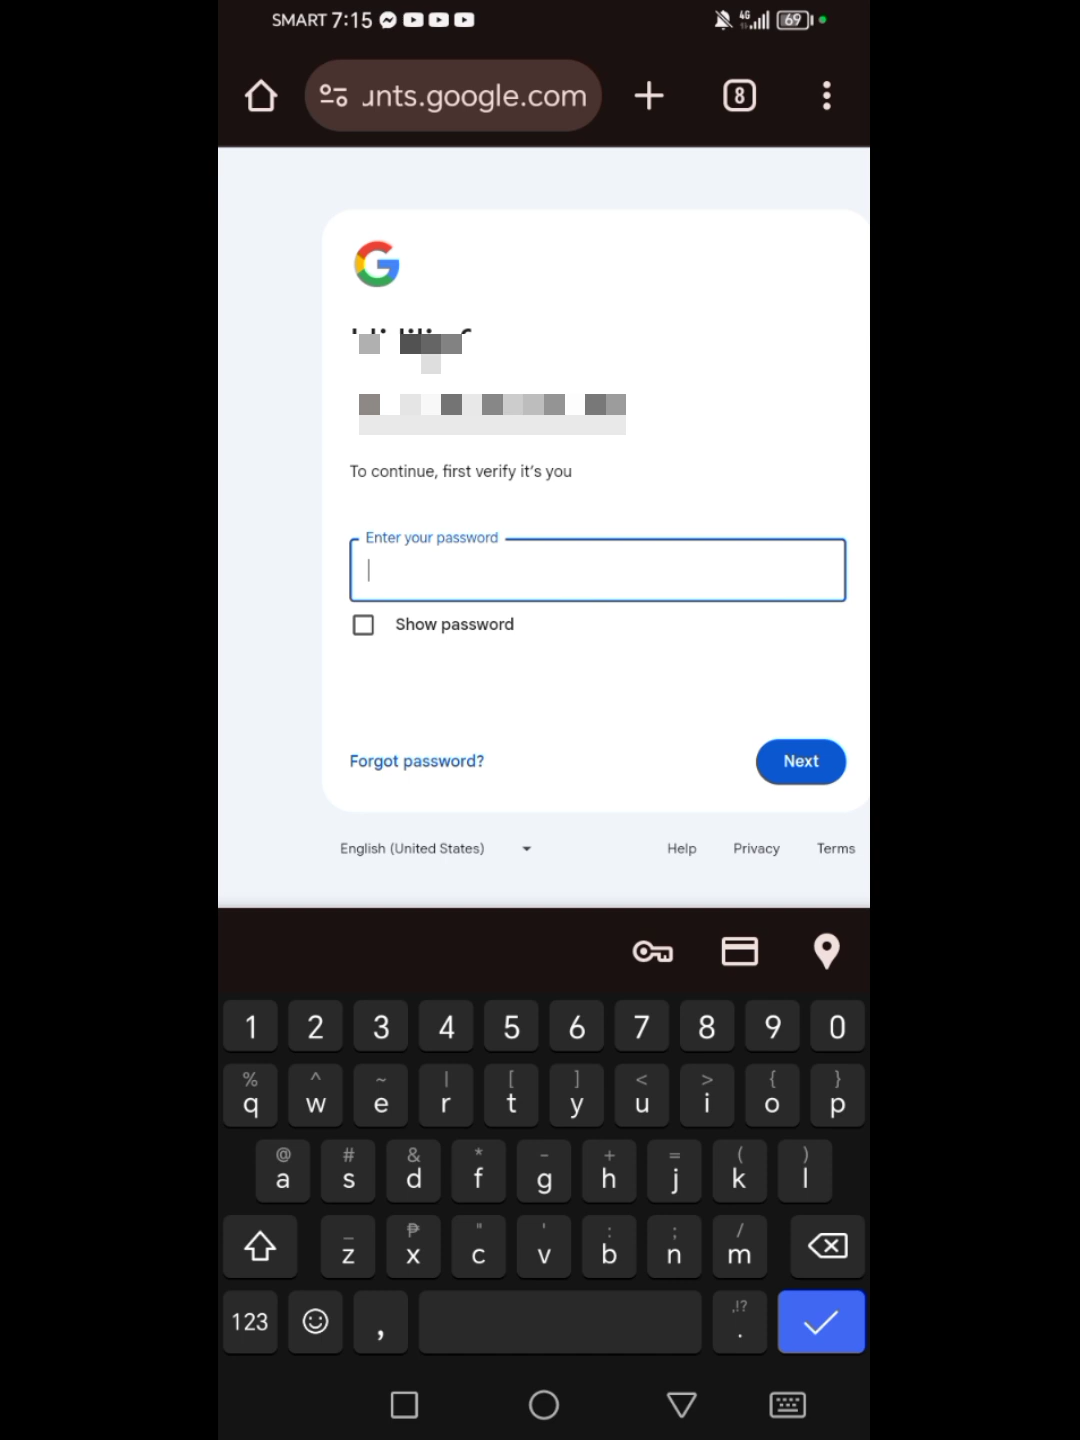 SMART 7:15 4G 69
unts.google.com 8
To continue, first verify it's you
Enter your password
Show password
Forgot password?
Next
English (United States) Help Privacy Terms
1 2 3 4 5 6 7 8 9 0
% ^ ~ | [ ] < > { }
q w e r t y u i o p
@ # & * - + = ( )
a s d f g h j k l
_ ₱ " ' : ; /
z x c v b n m
,!?
123 , .